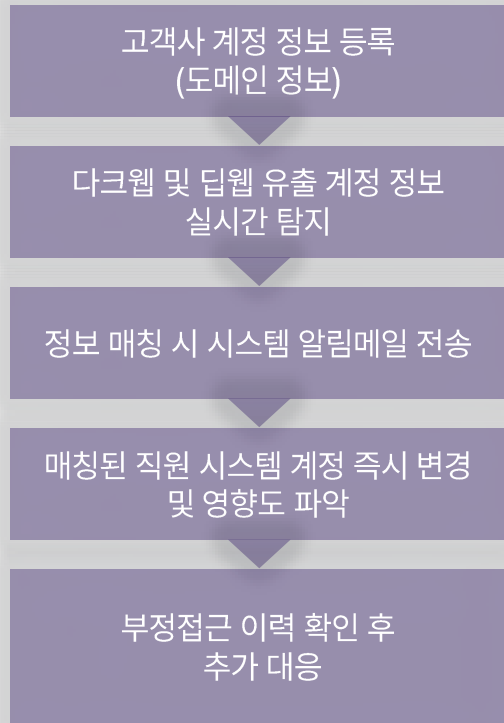 고객사 계정 정보 등록
(도메인 정보)
다크웹 및 딥웹 유출 계정 정보
실시간 탐지
정보 매칭 시 시스템 알림메일 전송
매칭된 직원 시스템 계정 즉시 변경
및 영향도 파악
부정접근 이력 확인 후
추가 대응